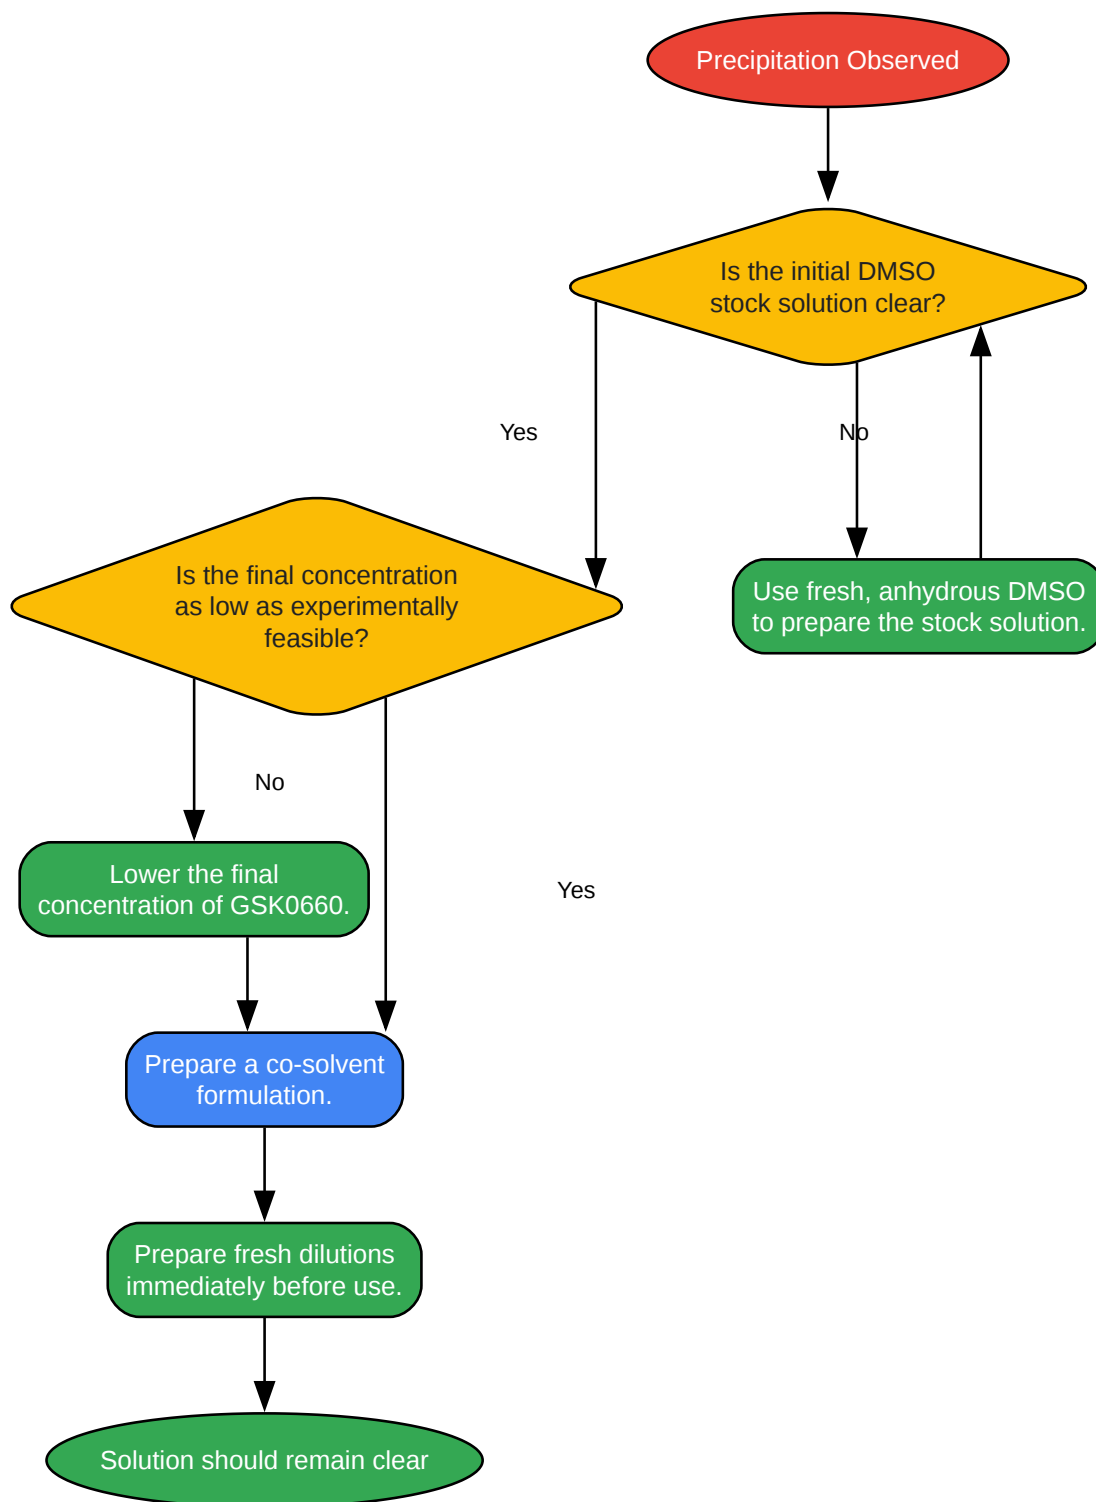 Precipitation Observed
Is the initial DMSO
stock solution clear?
Yes
No
Is the final concentration
as low as experimentally
feasible?
Use fresh, anhydrous DMSO
to prepare the stock solution.
No
Lower the final
concentration of GSK0660.
Yes
Prepare a co-solvent
formulation.
Prepare fresh dilutions
immediately before use.
Solution should remain clear